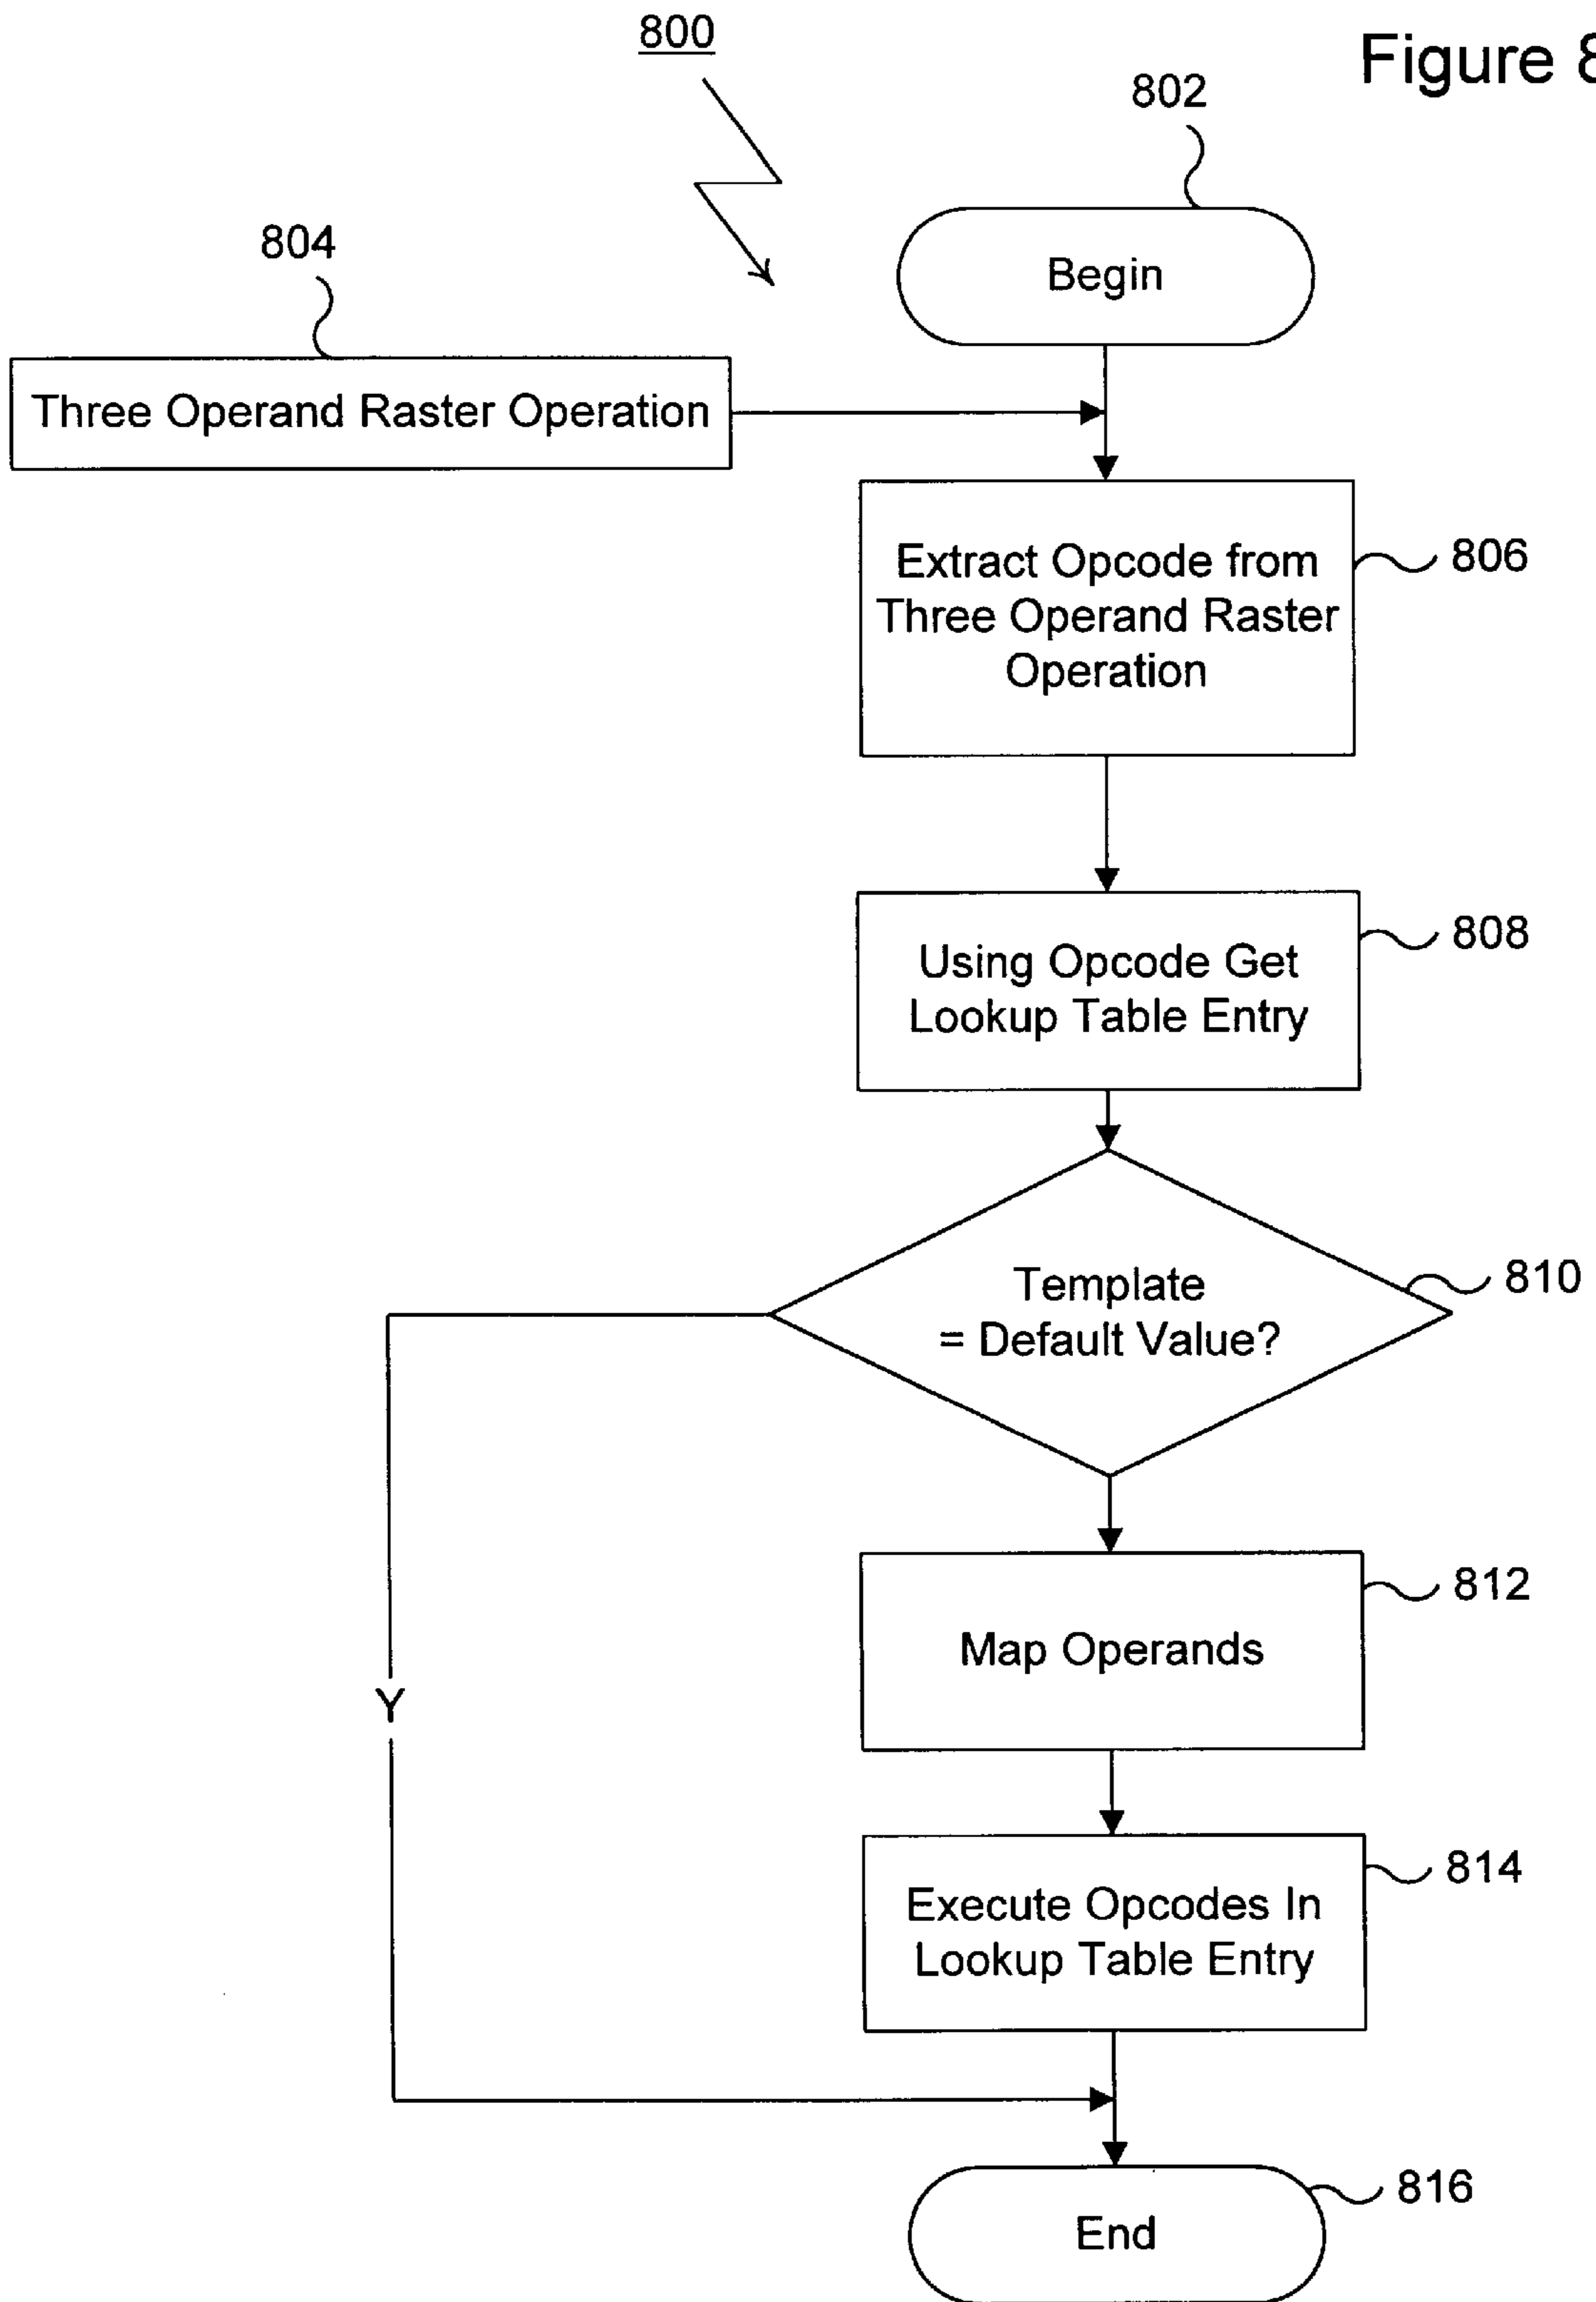 800
Figure 8
802
Begin
804
Three Operand Raster Operation
Extract Opcode from
Three Operand Raster
Operation
806
Using Opcode Get
Lookup Table Entry
808
Template
= Default Value?
810
Map Operands
812
Y
Execute Opcodes In
Lookup Table Entry
814
End
816